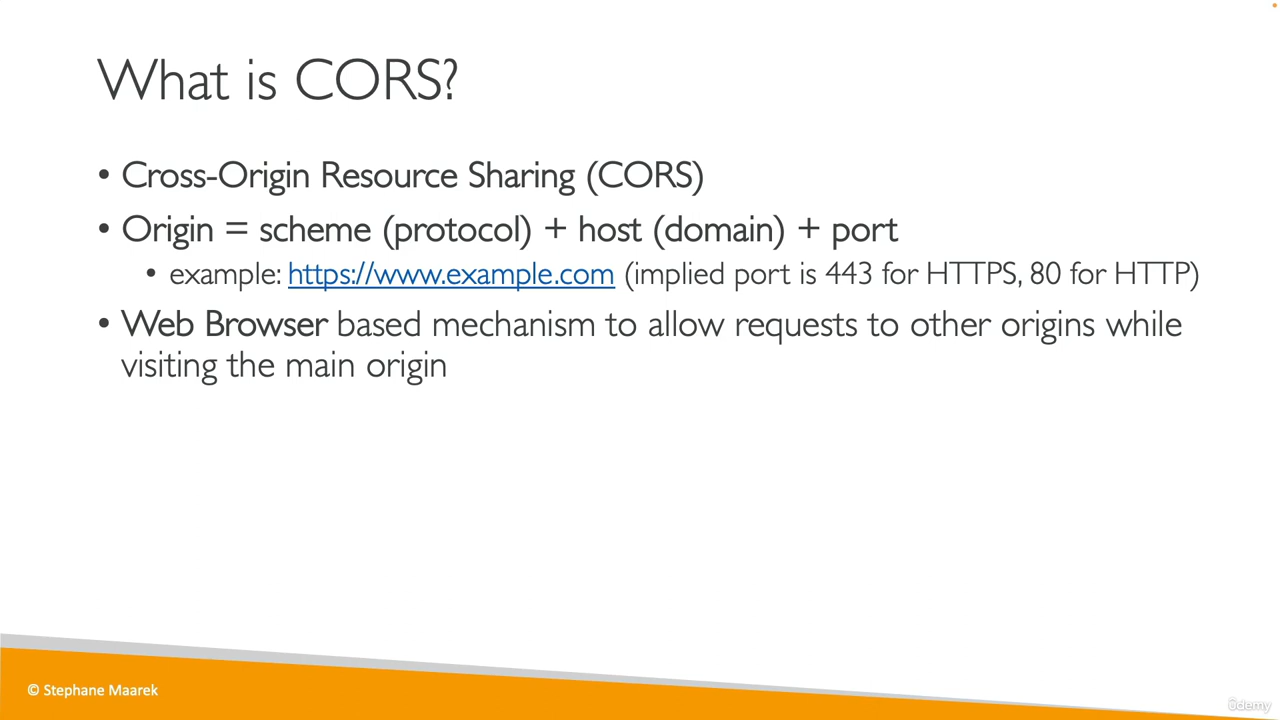 What is CORS?
• Cross-Origin Resource Sharing (CORS)
• Origin = scheme (protocol) + host (domain) + port
• example: https://www.example.com (implied port is 443 for HTTPS, 80 for HTTP)
• Web Browser based mechanism to allow requests to other origins while
visiting the main origin
© Stephane Maarek
ûdemy